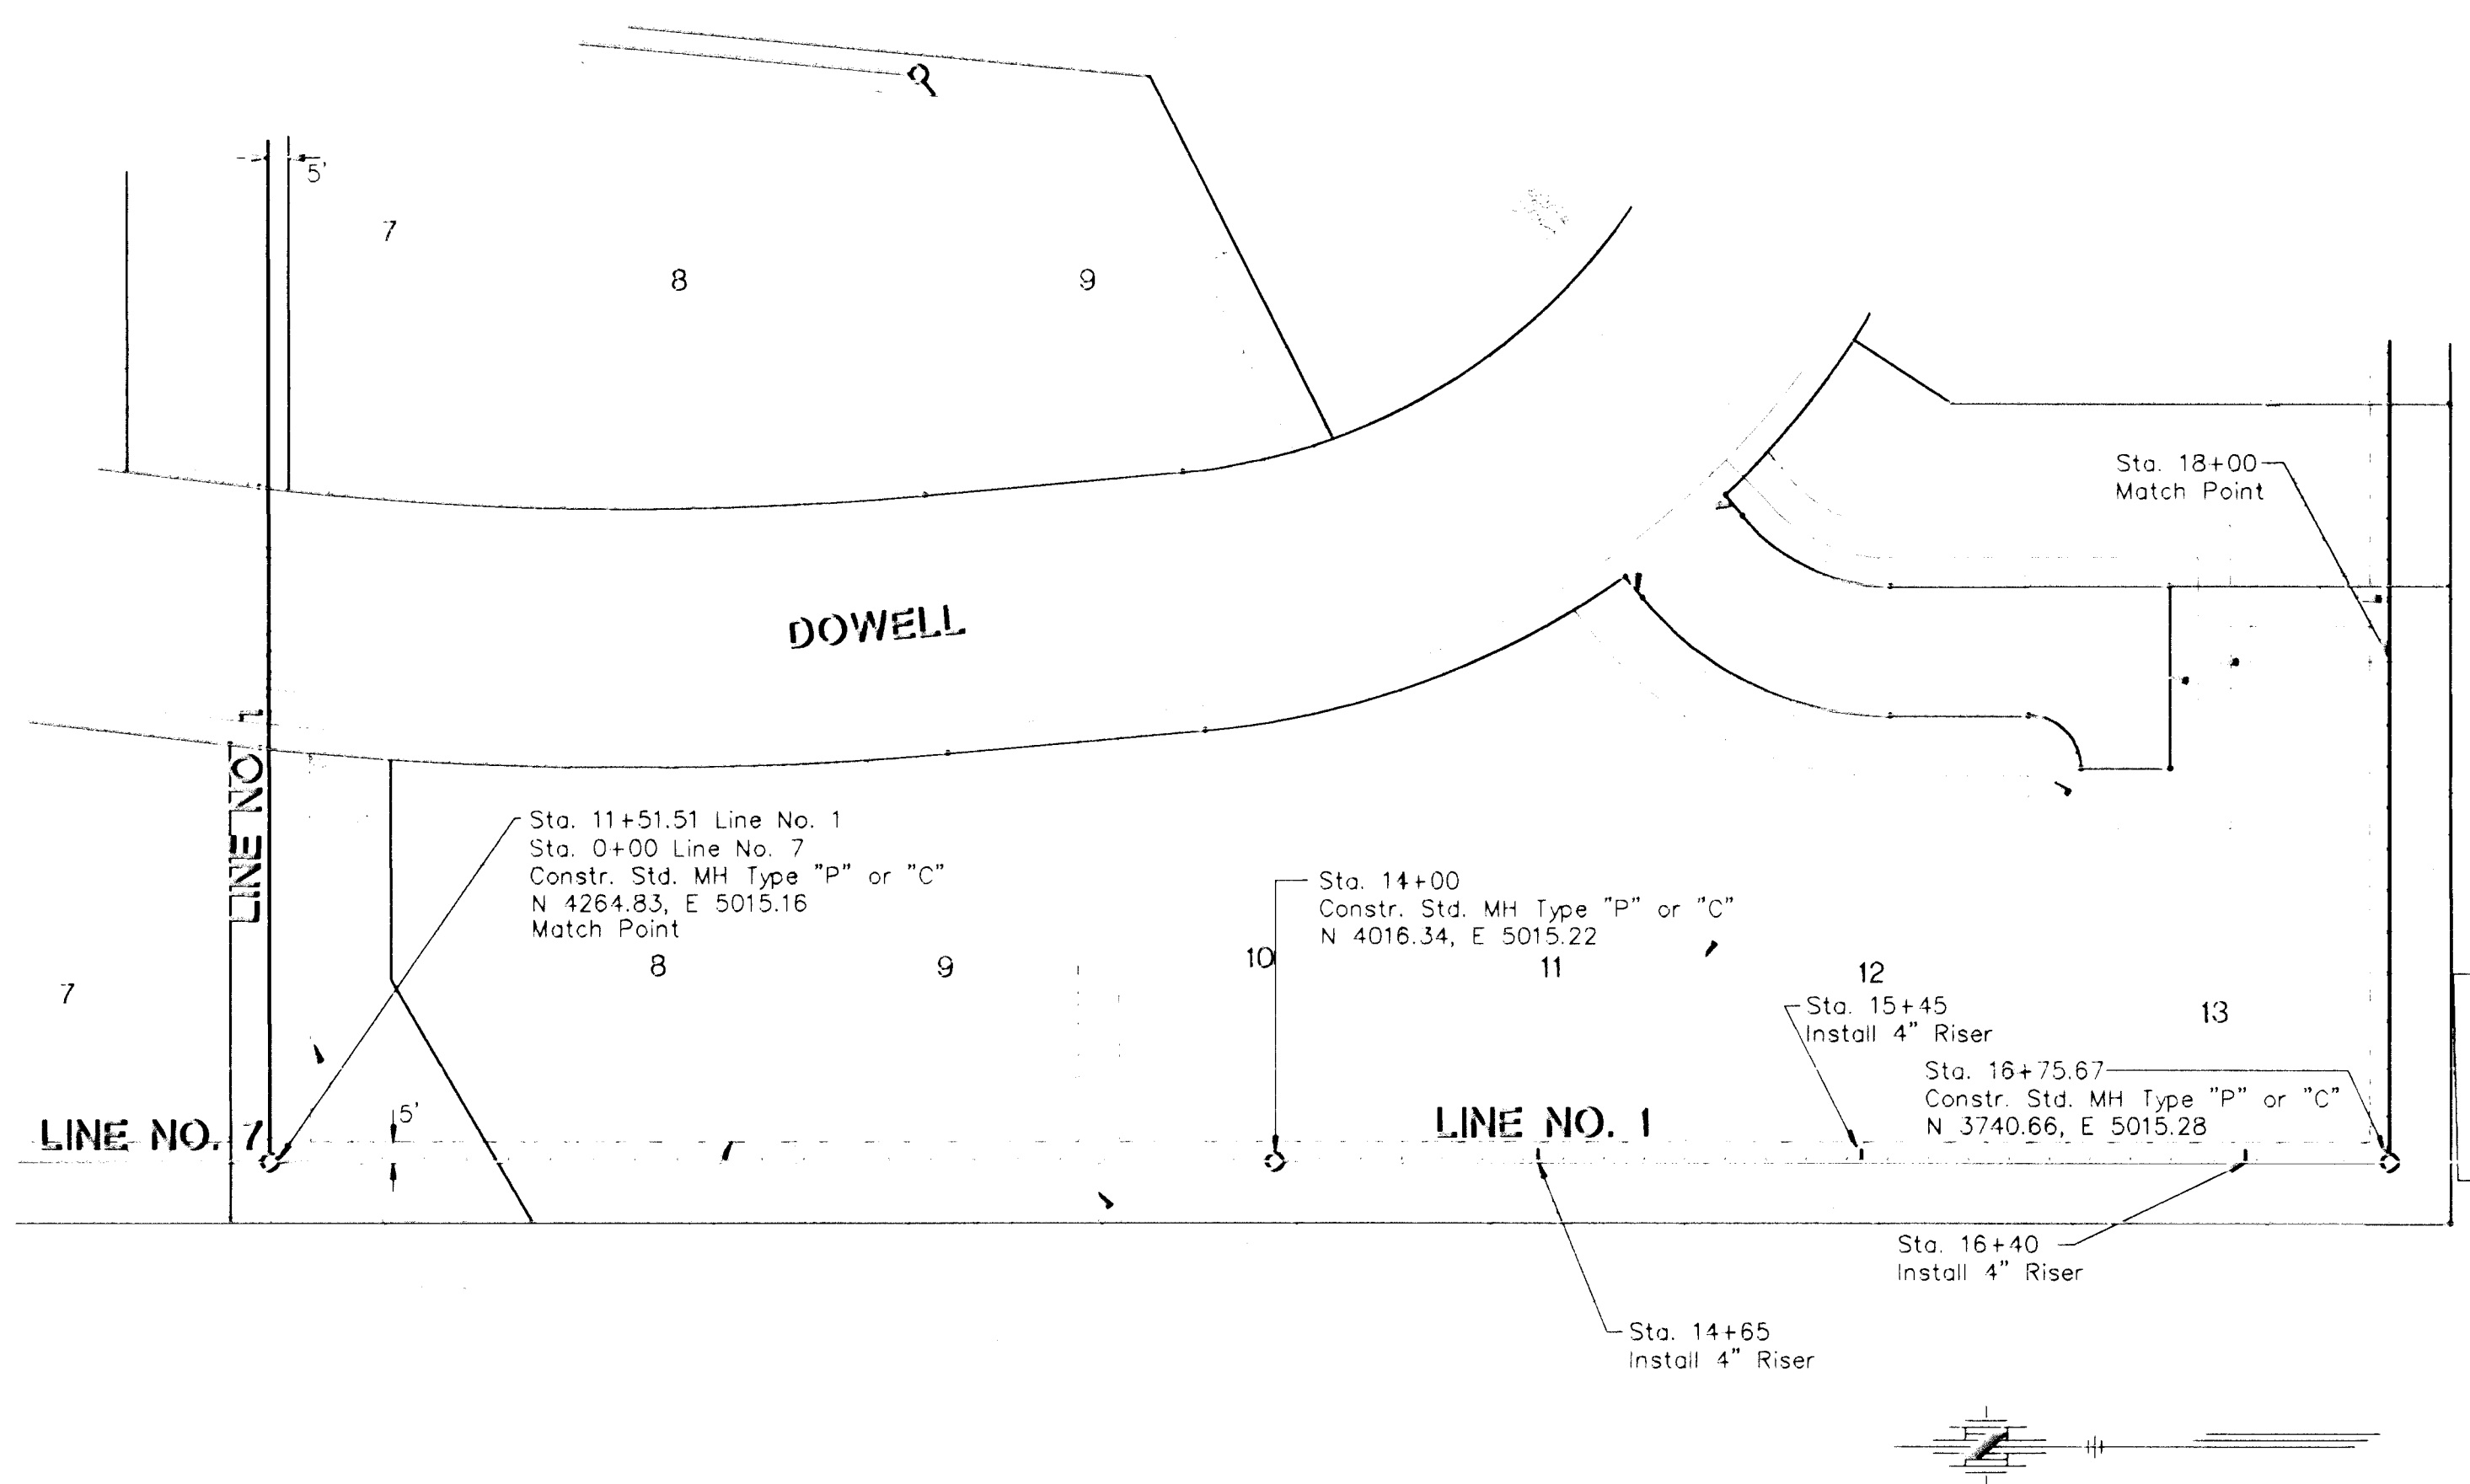 5'
7
8
9
Sta. 18+00
Match Point
DOWELL
LINE NO. 7
Sta. 11+51.51 Line No. 1
Sta. 0+00 Line No. 7
Constr. Std. MH Type "P" or "C"
N 4264.83, E 5015.16
Match Point
Sta. 14+00
Constr. Std. MH Type "P" or "C"
N 4016.34, E 5015.22
7
8
9
10
11
12
13
Sta. 15+45
Install 4" Riser
Sta. 16+75.67
Constr. Std. MH Type "P" or "C"
N 3740.66, E 5015.28
5'
LINE NO. 7
LINE NO. 1
Sta. 16+40
Install 4" Riser
Sta. 14+65
Install 4" Riser